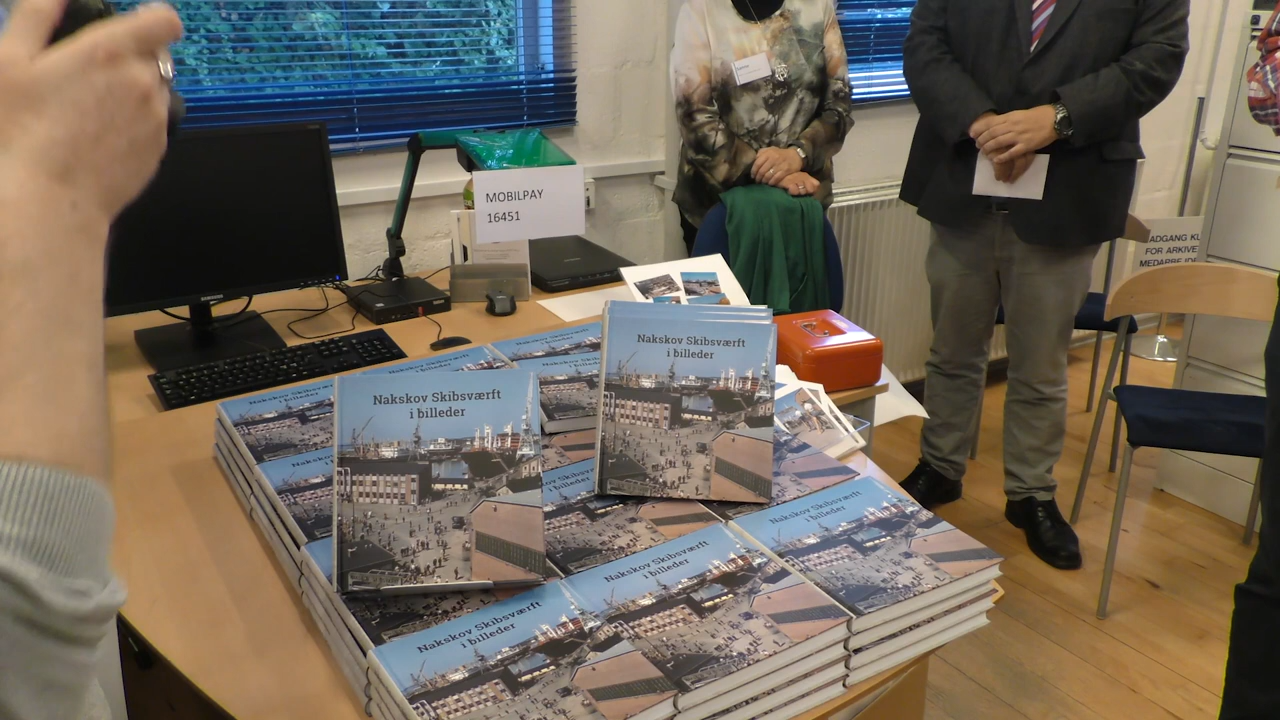 MOBILPAY
16451
SAMSUNG
ADGANG KU
FOR ARKIVE
MEDARBEJDE
Nakskov Skibsværft
i billeder
Nakskov Skibsværft
i billeder
Nakskov Skibsværft
i billeder
Nakskov Skibsværft
i billeder
Nakskov Skibsværft
i billeder